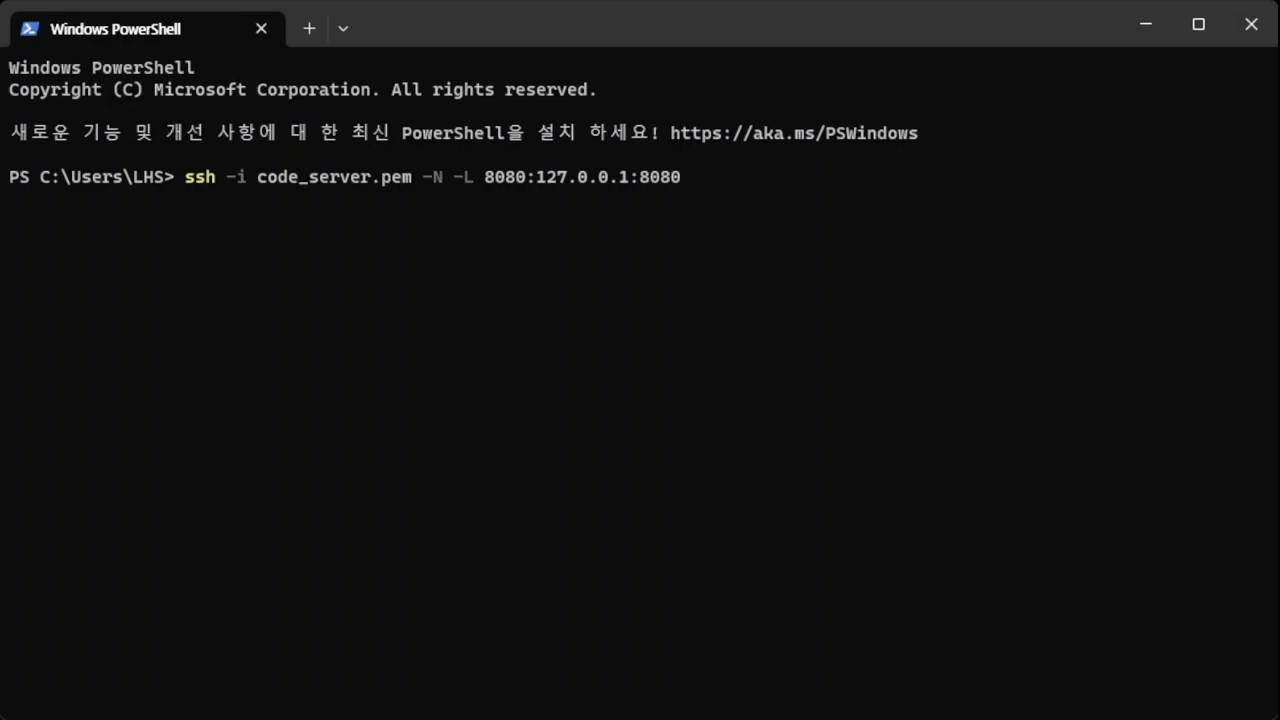 Windows PowerShell
Windows PowerShell
Copyright (C) Microsoft Corporation. All rights reserved.
새로운 기능 및 개선 사항에 대 한 최신 PowerShell을 설치 하세요! https://aka.ms/PSWindows
PS C:\Users\LHS> ssh -i code_server.pem -N -L 8080:127.0.0.1:8080